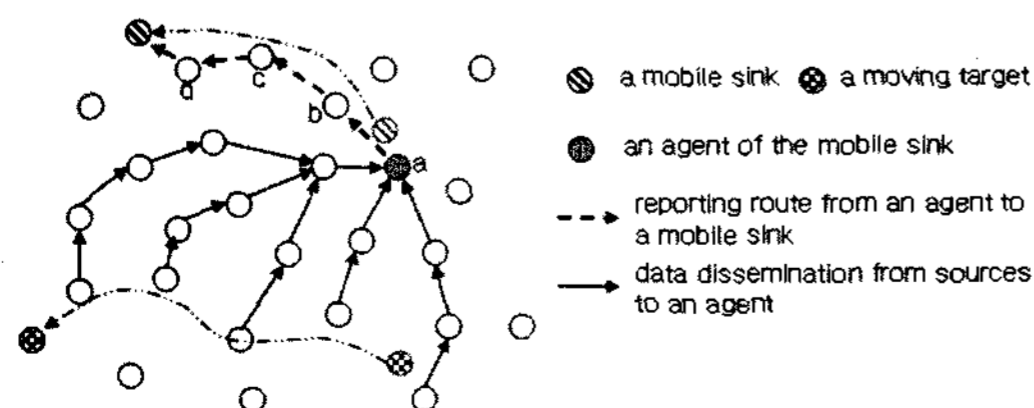 d
c
b
a
a mobile sink
a moving target
an agent of the mobile sink
reporting route from an agent to
a mobile sink
data dissemination from sources
to an agent